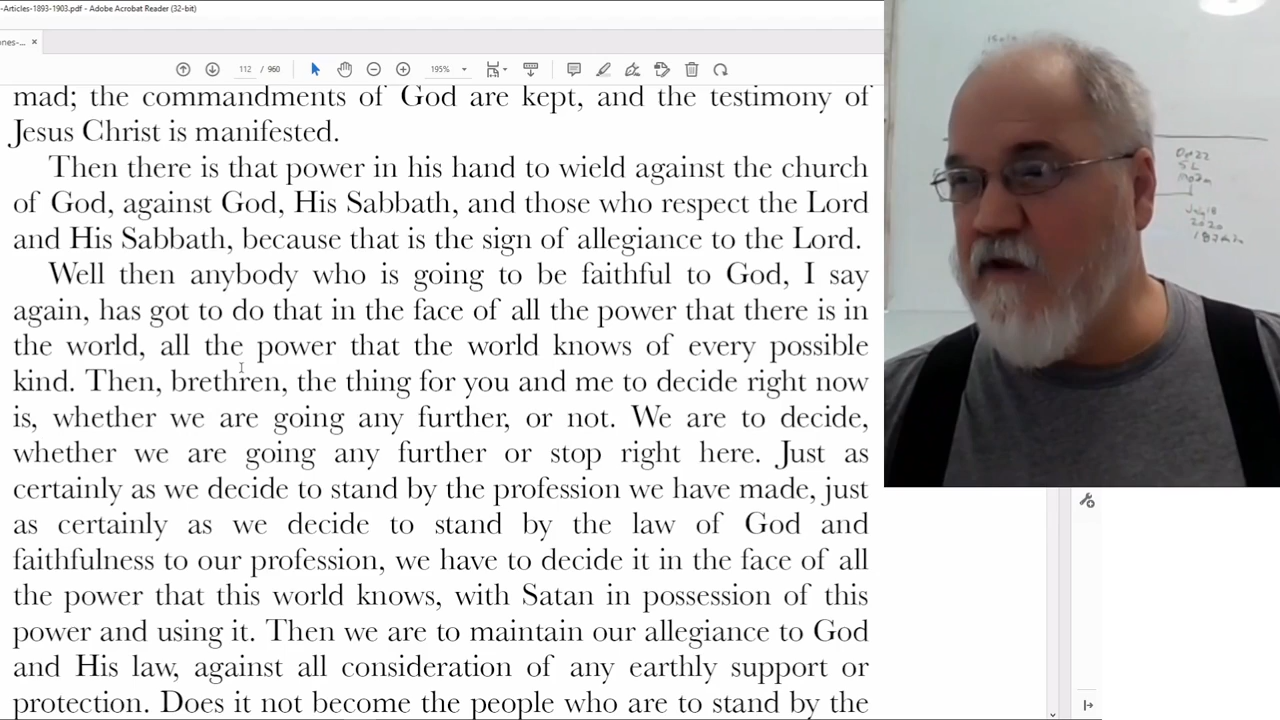 -Articles-1893-1903.pdf - Adobe Acrobat Reader (32-bit)
ones-... ×
112 / 960
195%
mad; the commandments of God are kept, and the testimony of
Jesus Christ is manifested.
Then there is that power in his hand to wield against the church
of God, against God, His Sabbath, and those who respect the Lord
and His Sabbath, because that is the sign of allegiance to the Lord.
Well then anybody who is going to be faithful to God, I say
again, has got to do that in the face of all the power that there is in
the world, all the power that the world knows of every possible
kind. Then, brethren, the thing for you and me to decide right now
is, whether we are going any further, or not. We are to decide,
whether we are going any further or stop right here. Just as
certainly as we decide to stand by the profession we have made, just
as certainly as we decide to stand by the law of God and
faithfulness to our profession, we have to decide it in the face of all
the power that this world knows, with Satan in possession of this
power and using it. Then we are to maintain our allegiance to God
and His law, against all consideration of any earthly support or
protection. Does it not become the people who are to stand by the
Oct 22
SL
July 18
2020